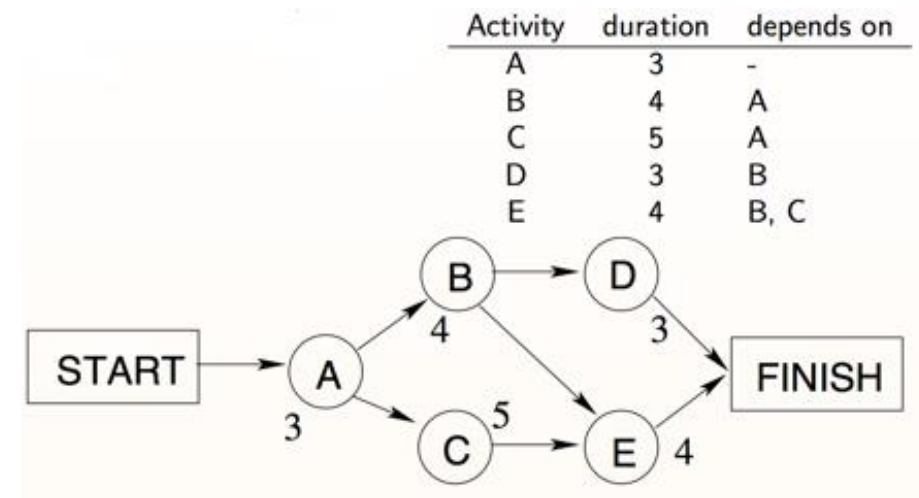 Activity duration depends on
A 3 -
B 4 A
C 5 A
D 3 B
E 4 B, C
B D
4 3
START A FINISH
3 5
C E 4